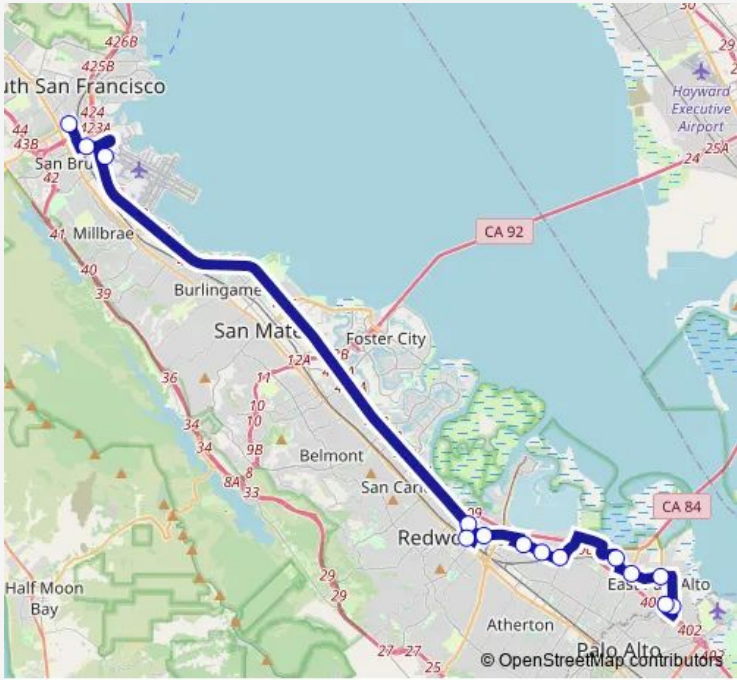 426B
425B
uth San Francisco
424
423A
44
43B
San Bru
42
41
Millbrae
40
39
Burlingame
San Mate
Foster City
12A
36
11
10
10
34
34
9B
8
8A
33
Belmont
San Carl
Redwo
29
29
27
27
25
Half Moon
Bay
Atherton
Palo Alto
East Pa
Alto
402
CA 84
CA 92
24
25A
Hayward
Executive
Airport
30
29
© OpenStreetMap contributors